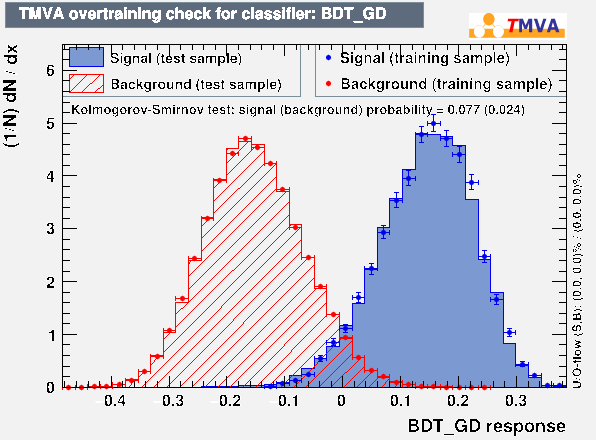 TMVA overtraining check for classifier: BDT_GD
TMVA
Signal (test sample)
Signal (training sample)
Background (test sample)
Background (training sample)
Kolmogorov-Smirnov test: signal (background) probability = 0.077 (0.024)
(1/N) dN / dx
6
5
4
3
2
1
0
-0.4 -0.3 -0.2 -0.1 0 0.1 0.2 0.3
BDT_GD response
U/O-flow (S,B): (0.0, 0.0)% / (0.0, 0.0)%